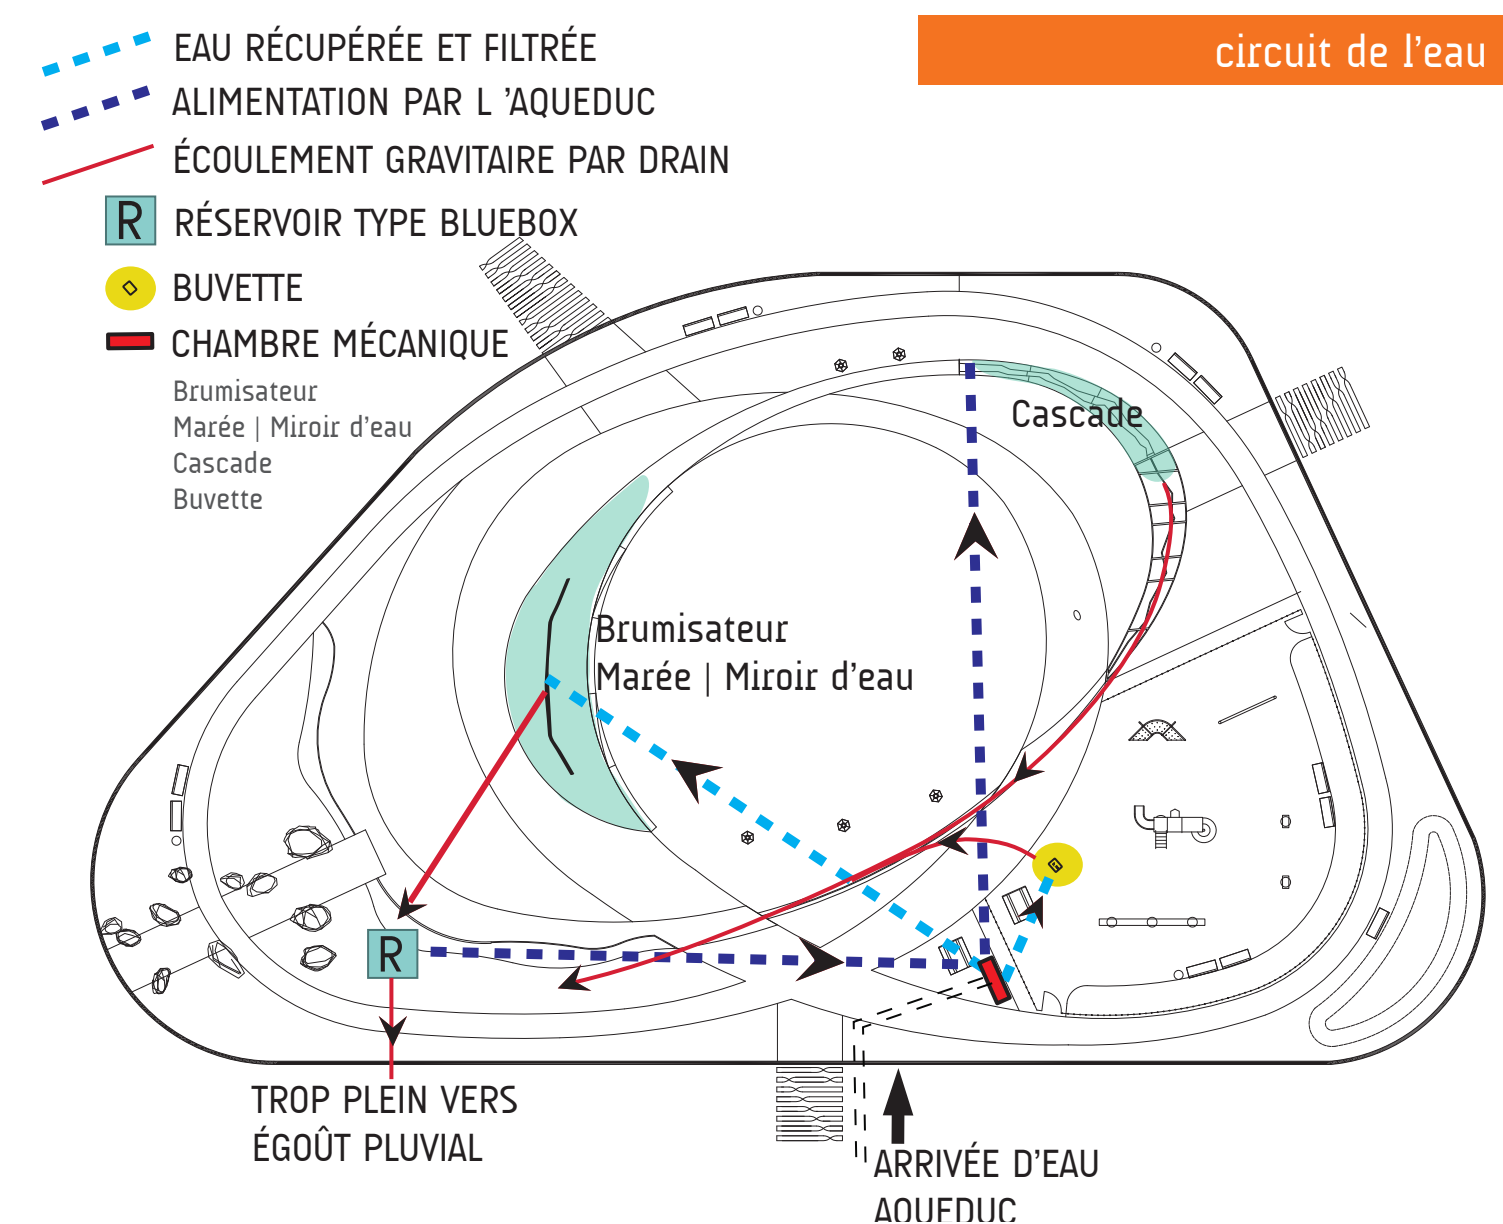 circuit de l'eau
EAU RÉCUPÉRÉE ET FILTRÉE
ALIMENTATION PAR L 'AQUEDUC
ÉCOULEMENT GRAVITAIRE PAR DRAIN
R RÉSERVOIR TYPE BLUEBOX
BUVETTE
CHAMBRE MÉCANIQUE
Brumisateur
Marée | Miroir d'eau
Cascade
Buvette
Cascade
Brumisateur
Marée | Miroir d'eau
R
TROP PLEIN VERS
ÉGOÛT PLUVIAL
ARRIVÉE D'EAU
AQUEDUC